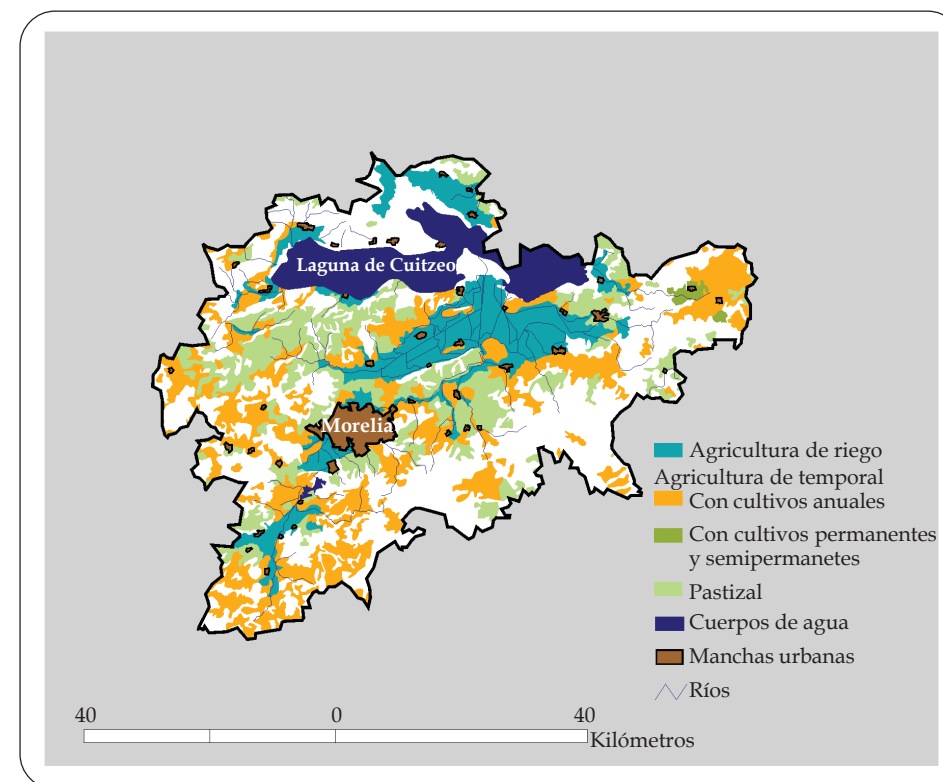 Laguna de Cuitzeo
Morelia
Agricultura de riego
Agricultura de temporal
Con cultivos anuales
Con cultivos permanentes
y semipermanetes
Pastizal
Cuerpos de agua
Manchas urbanas
Ríos
40 0 40
Kilómetros